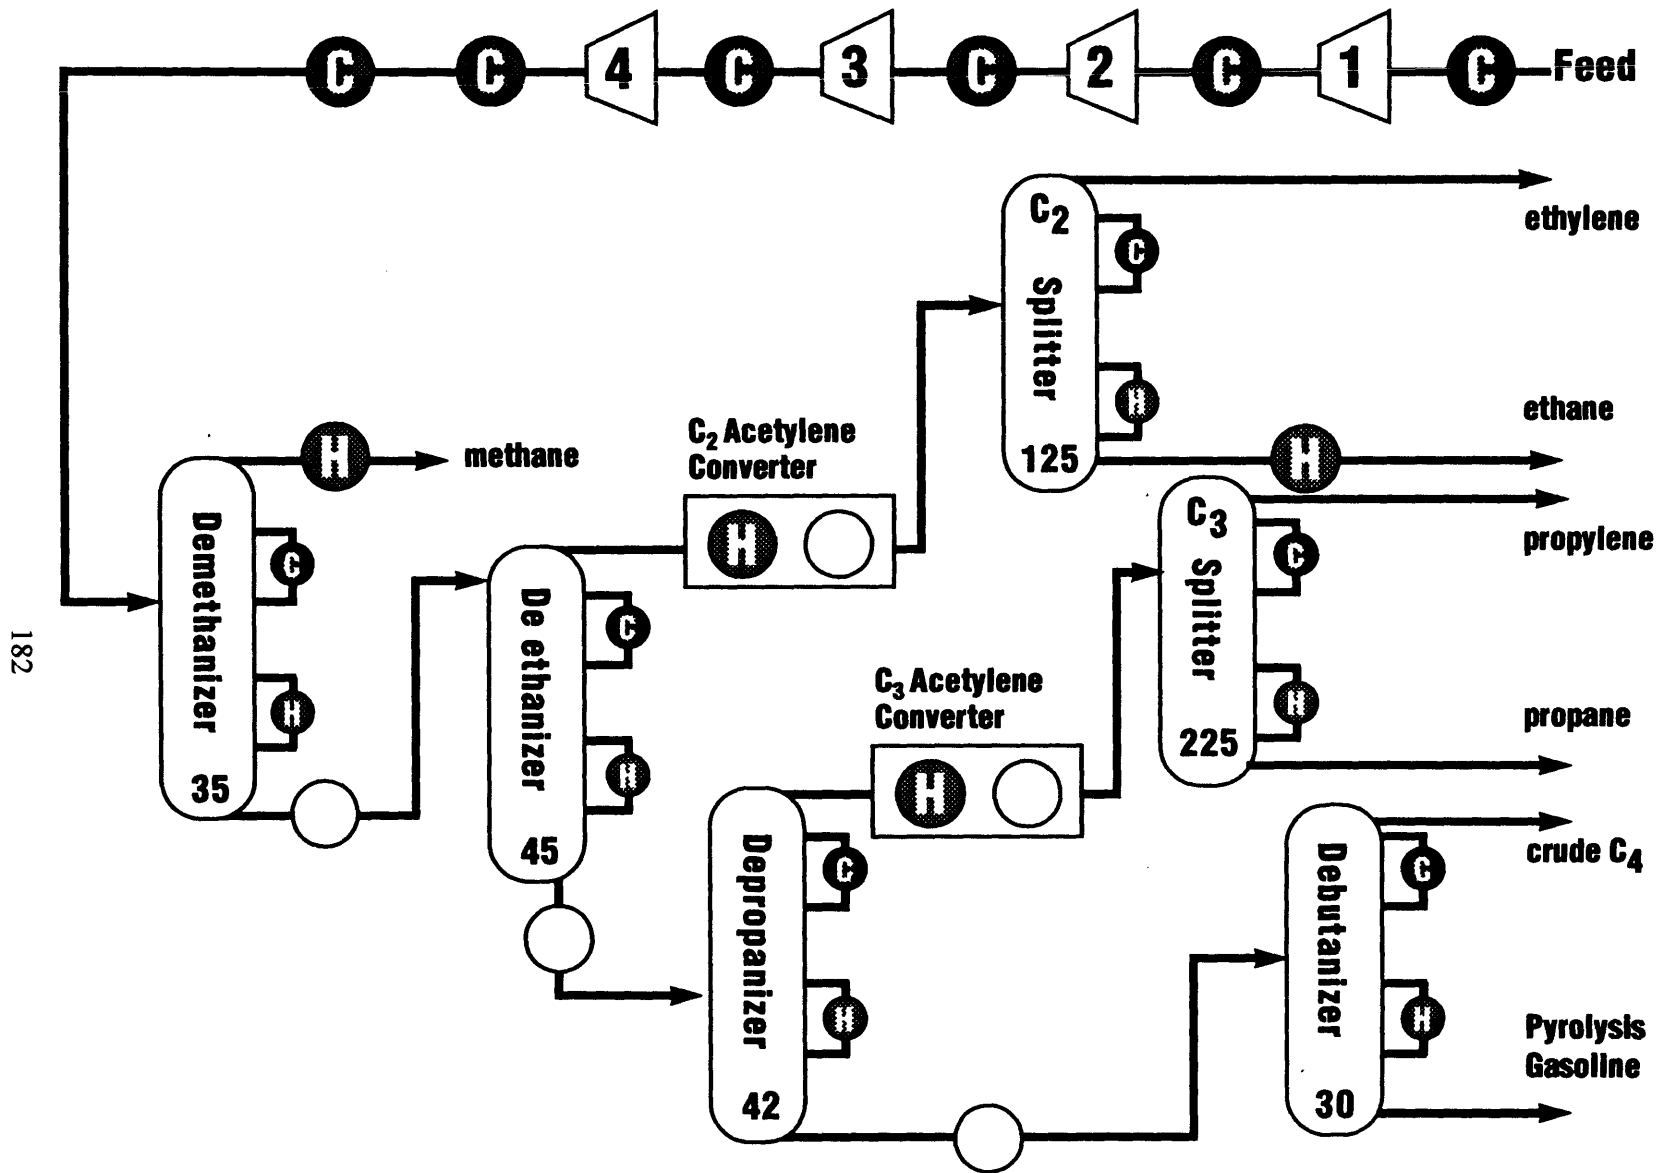 C C 4 C 3 C 2 C 1 C Feed
C2 Splitter 125
C
H
ethylene
ethane
H
methane
H
Demethanizer 35
C
H
C2 Acetylene
Converter
H
De ethanizer 45
C
H
C3 Splitter 225
C
H
propylene
propane
C3 Acetylene
Converter
H
Depropanizer 42
C
H
Debutanizer 30
C
H
crude C4
Pyrolysis
Gasoline
182